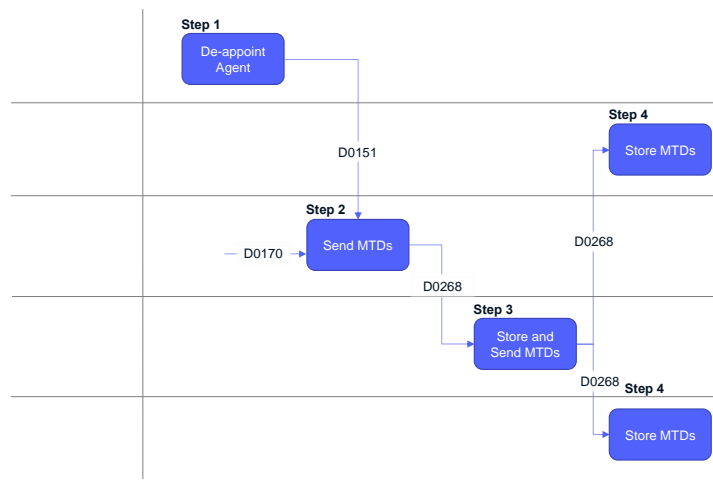 Step 1
De-appoint
Agent
Step 4
Store MTDs
D0151
Step 2
Send MTDs
D0170
D0268
D0268
Step 3
Store and
Send MTDs
D0268
Step 4
Store MTDs